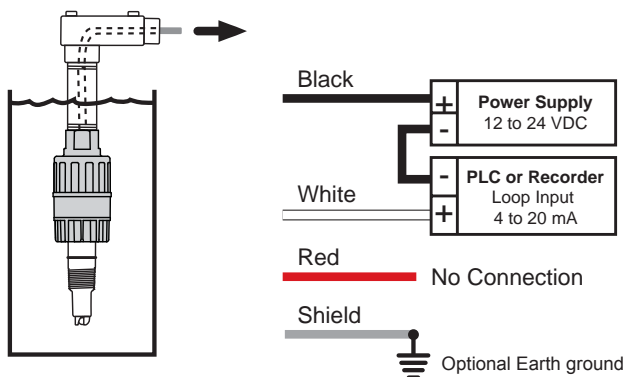 Black
+
Power Supply
-
12 to 24 VDC
-
PLC or Recorder
White
Loop Input
+
4 to 20 mA
Red
No Connection
Shield
Optional Earth ground